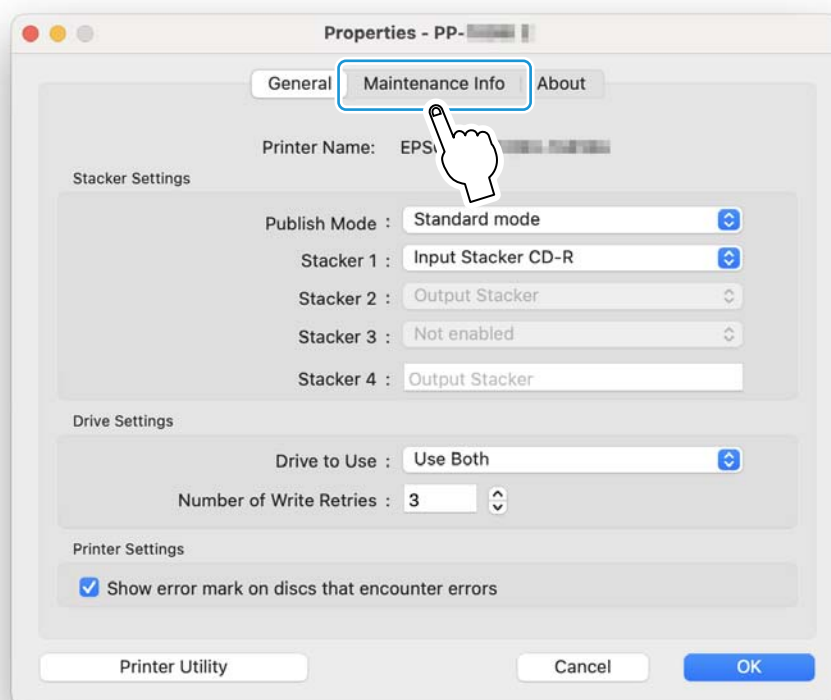 Properties - PP-
General Maintenance Info About
Printer Name: EPS
Stacker Settings
Publish Mode : Standard mode
Stacker 1 : Input Stacker CD-R
Stacker 2 : Output Stacker
Stacker 3 : Not enabled
Stacker 4 : Output Stacker
Drive Settings
Drive to Use : Use Both
Number of Write Retries : 3
Printer Settings
Show error mark on discs that encounter errors
Printer Utility Cancel OK